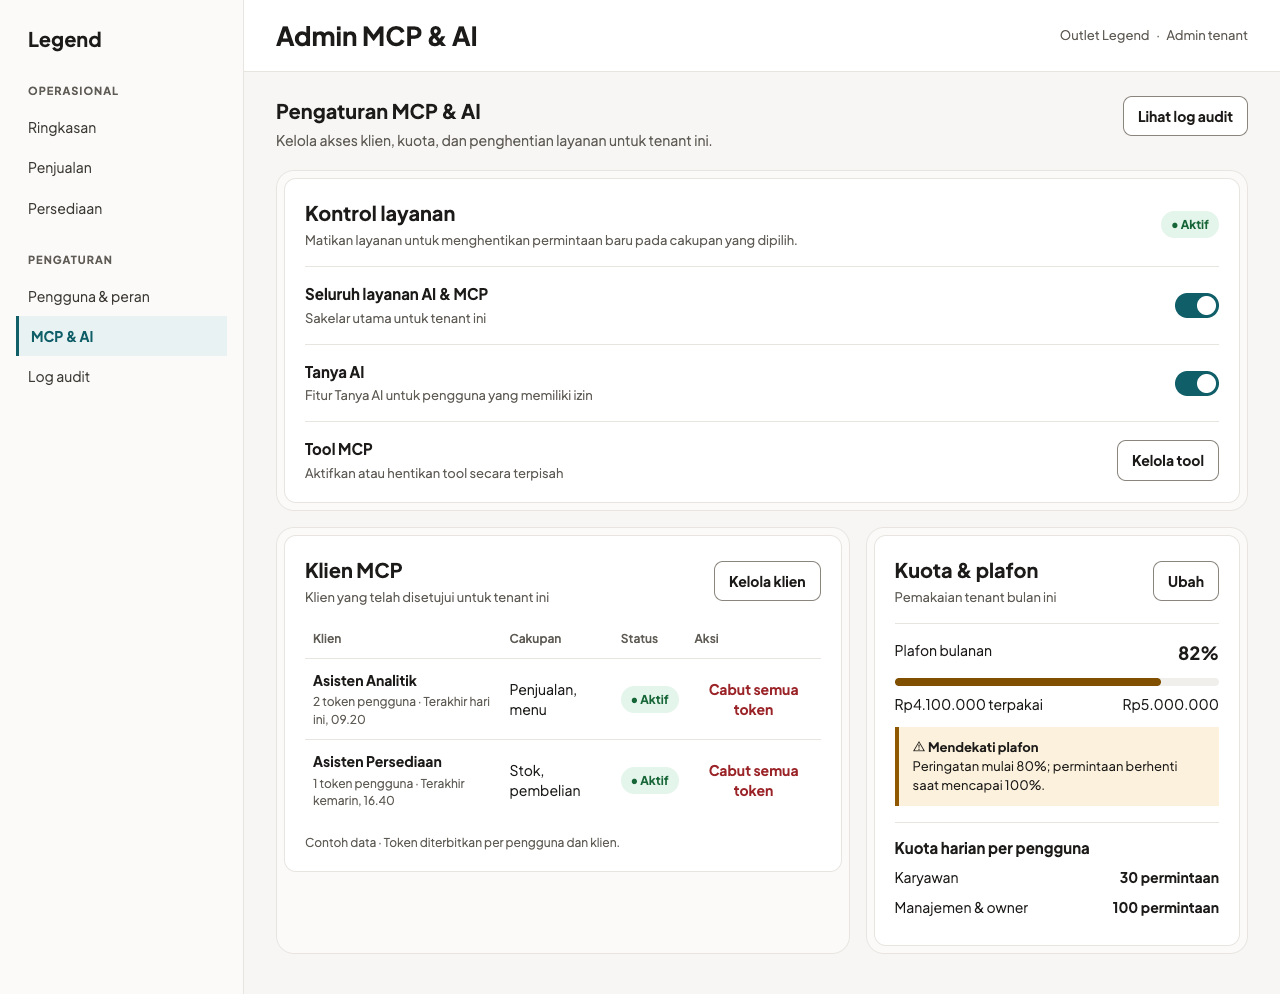 Legend
OPERASIONAL
Ringkasan
Penjualan
Persediaan
PENGATURAN
Pengguna & peran
MCP & AI
Log audit
Admin MCP & AI
Outlet Legend · Admin tenant
Pengaturan MCP & AI
Kelola akses klien, kuota, dan penghentian layanan untuk tenant ini.
Lihat log audit
Kontrol layanan
Matikan layanan untuk menghentikan permintaan baru pada cakupan yang dipilih.
Aktif
Seluruh layanan AI & MCP
Sakelar utama untuk tenant ini
Tanya AI
Fitur Tanya AI untuk pengguna yang memiliki izin
Tool MCP
Aktifkan atau hentikan tool secara terpisah
Kelola tool
Klien MCP
Klien yang telah disetujui untuk tenant ini
Kelola klien
Klien Cakupan Status Aksi
Asisten Analitik
2 token pengguna · Terakhir hari
ini, 09.20
Penjualan,
menu
Aktif
Cabut semua
token
Asisten Persediaan
1 token pengguna · Terakhir
kemarin, 16.40
Stok,
pembelian
Aktif
Cabut semua
token
Contoh data · Token diterbitkan per pengguna dan klien.
Kuota & plafon
Pemakaian tenant bulan ini
Ubah
Plafon bulanan 82%
Rp4.100.000 terpakai Rp5.000.000
⚠ Mendekati plafon
Peringatan mulai 80%; permintaan berhenti
saat mencapai 100%.
Kuota harian per pengguna
Karyawan 30 permintaan
Manajemen & owner 100 permintaan